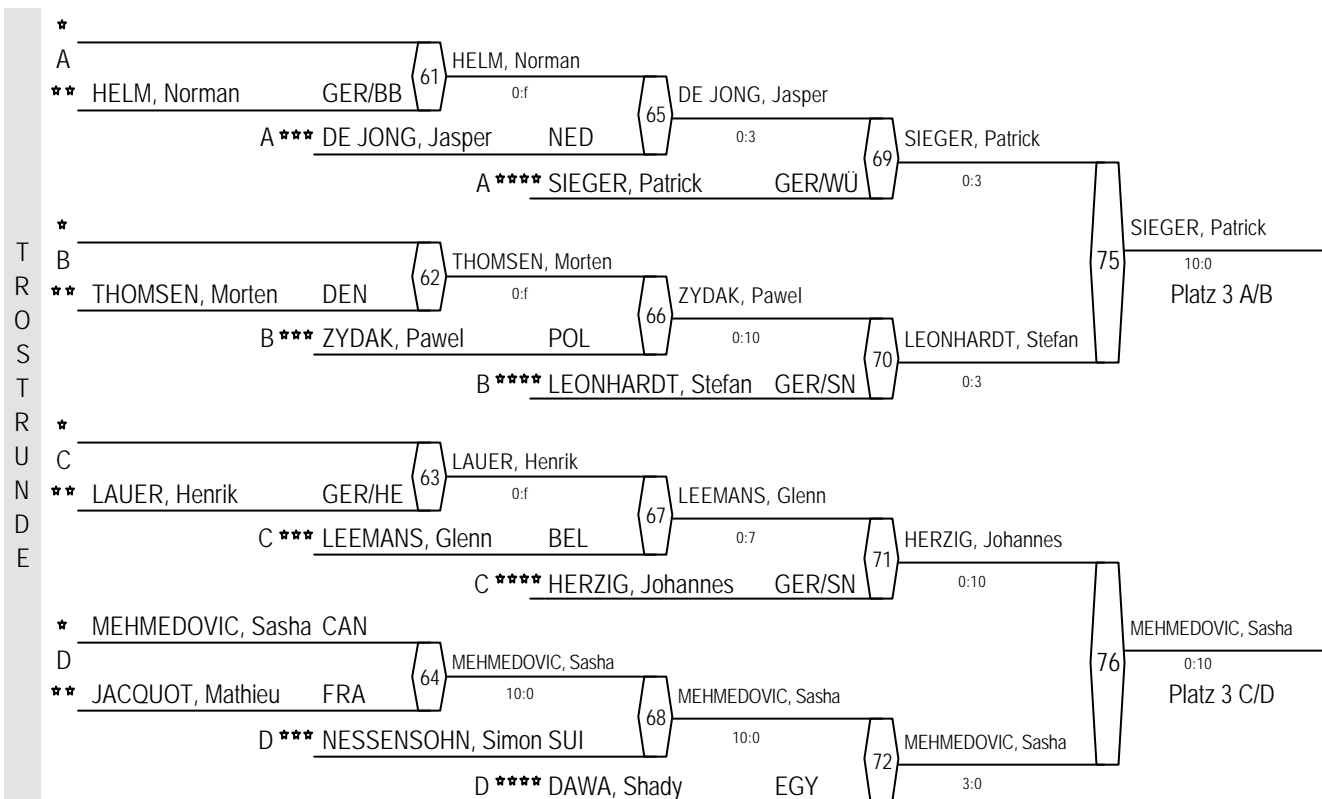 TROSTRUNDE
*
A
** HELM, Norman GER/BB
61
HELM, Norman
0:f
A *** DE JONG, Jasper NED
65
DE JONG, Jasper
0:3
A **** SIEGER, Patrick GER/WÜ
69
SIEGER, Patrick
0:3
*
B
** THOMSEN, Morten DEN
62
THOMSEN, Morten
0:f
B *** ZYDAK, Pawel POL
66
ZYDAK, Pawel
0:10
B **** LEONHARDT, Stefan GER/SN
70
LEONHARDT, Stefan
0:3
75
SIEGER, Patrick
10:0
Platz 3 A/B
*
C
** LAUER, Henrik GER/HE
63
LAUER, Henrik
0:f
C *** LEEMANS, Glenn BEL
67
LEEMANS, Glenn
0:7
C **** HERZIG, Johannes GER/SN
71
HERZIG, Johannes
0:10
* MEHMEDOVIC, Sasha CAN
D
** JACQUOT, Mathieu FRA
64
MEHMEDOVIC, Sasha
10:0
D *** NESSENSOHN, Simon SUI
68
MEHMEDOVIC, Sasha
10:0
D **** DAWA, Shady EGY
72
MEHMEDOVIC, Sasha
3:0
76
MEHMEDOVIC, Sasha
0:10
Platz 3 C/D